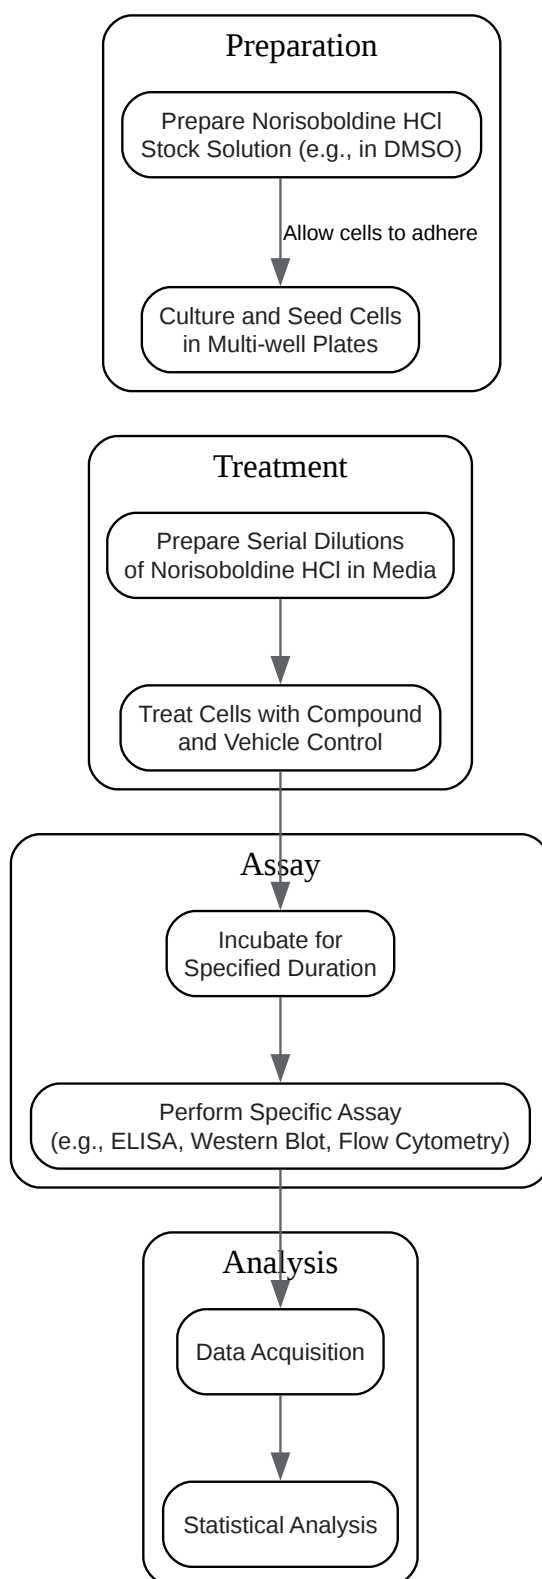 Preparation
Prepare Norisoboldine HCl
Stock Solution (e.g., in DMSO)
Allow cells to adhere
Culture and Seed Cells
in Multi-well Plates
Treatment
Prepare Serial Dilutions
of Norisoboldine HCl in Media
Treat Cells with Compound
and Vehicle Control
Assay
Incubate for
Specified Duration
Perform Specific Assay
(e.g., ELISA, Western Blot, Flow Cytometry)
Analysis
Data Acquisition
Statistical Analysis